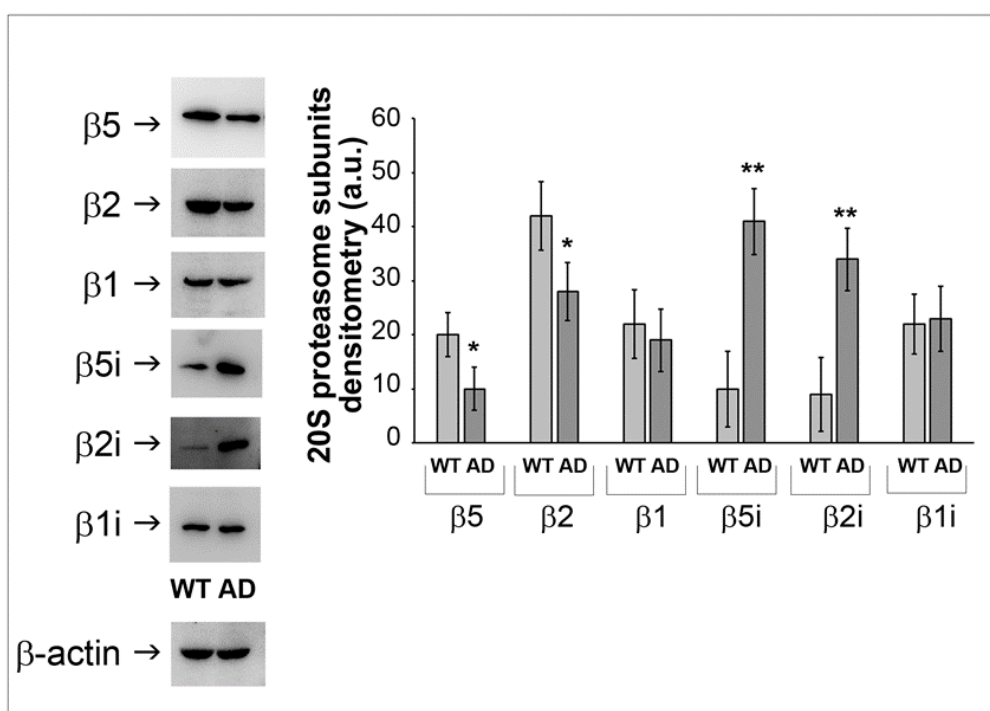 β5 →
β2 →
β1 →
β5i →
β2i →
β1i →
WT AD
β-actin →
20S proteasome subunits
densitometry (a.u.)
60
50
40
30
20
10
0
* * ** **
WT AD WT AD WT AD WT AD WT AD WT AD
β5 β2 β1 β5i β2i β1i